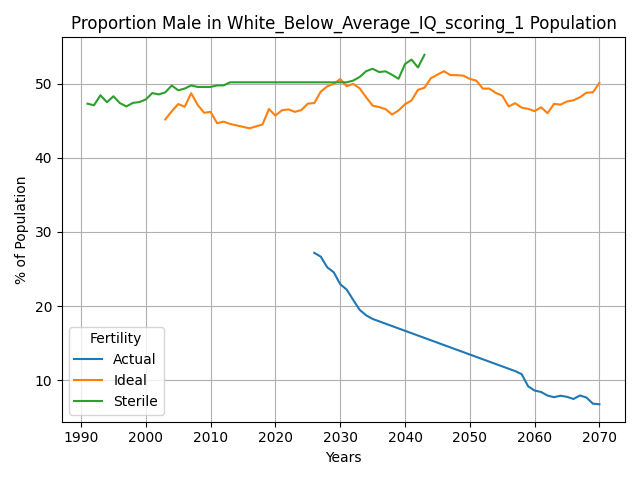 Proportion Male in White_Below_Average_IQ_scoring_1 Population
% of Population
50
40
30
20
10
Fertility
Actual
Ideal
Sterile
1990 2000 2010 2020 2030 2040 2050 2060 2070
Years